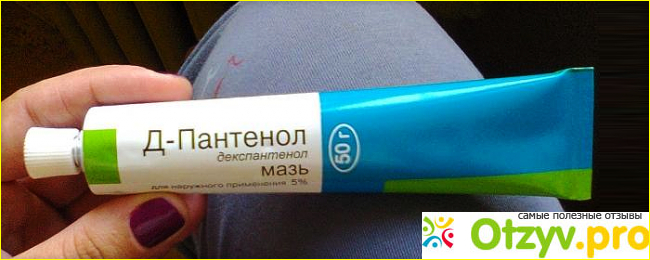 Д-Пантенол
декспантенол
мазь
для наружного применения 5%
50 г
самые полезные отзывы
Otzyv.pro